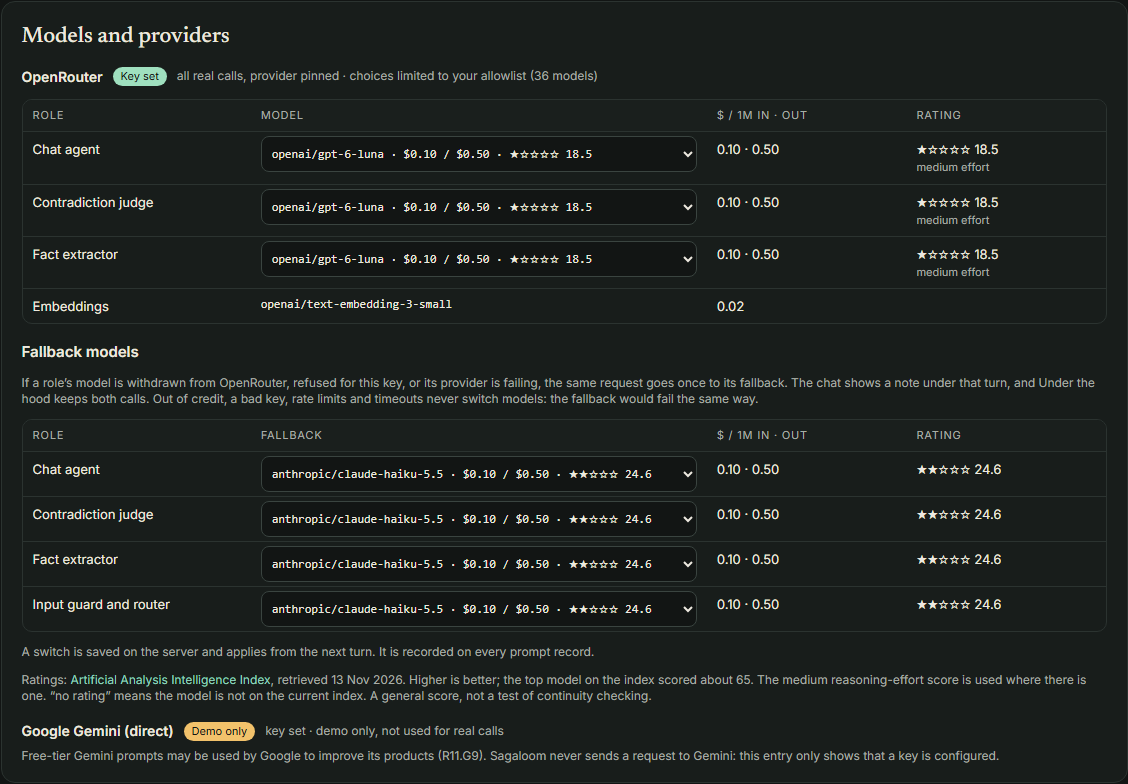 Models and providers
OpenRouter Key set all real calls, provider pinned · choices limited to your allowlist (36 models)
ROLE MODEL $ / 1M IN · OUT RATING
Chat agent openai/gpt-6-luna · $0.10 / $0.50 · ★☆☆☆☆ 18.5 0.10 · 0.50 ★☆☆☆☆ 18.5
medium effort
Contradiction judge openai/gpt-6-luna · $0.10 / $0.50 · ★☆☆☆☆ 18.5 0.10 · 0.50 ★☆☆☆☆ 18.5
medium effort
Fact extractor openai/gpt-6-luna · $0.10 / $0.50 · ★☆☆☆☆ 18.5 0.10 · 0.50 ★☆☆☆☆ 18.5
medium effort
Embeddings openai/text-embedding-3-small 0.02
Fallback models
If a role’s model is withdrawn from OpenRouter, refused for this key, or its provider is failing, the same request goes once to its fallback. The chat shows a note under that turn, and Under the
hood keeps both calls. Out of credit, a bad key, rate limits and timeouts never switch models: the fallback would fail the same way.
ROLE FALLBACK $ / 1M IN · OUT RATING
Chat agent anthropic/claude-haiku-5.5 · $0.10 / $0.50 · ★★☆☆☆ 24.6 0.10 · 0.50 ★★☆☆☆ 24.6
Contradiction judge anthropic/claude-haiku-5.5 · $0.10 / $0.50 · ★★☆☆☆ 24.6 0.10 · 0.50 ★★☆☆☆ 24.6
Fact extractor anthropic/claude-haiku-5.5 · $0.10 / $0.50 · ★★☆☆☆ 24.6 0.10 · 0.50 ★★☆☆☆ 24.6
Input guard and router anthropic/claude-haiku-5.5 · $0.10 / $0.50 · ★★☆☆☆ 24.6 0.10 · 0.50 ★★☆☆☆ 24.6
A switch is saved on the server and applies from the next turn. It is recorded on every prompt record.
Ratings: Artificial Analysis Intelligence Index, retrieved 13 Nov 2026. Higher is better; the top model on the index scored about 65. The medium reasoning-effort score is used where there is
one. “no rating” means the model is not on the current index. A general score, not a test of continuity checking.
Google Gemini (direct) Demo only key set · demo only, not used for real calls
Free-tier Gemini prompts may be used by Google to improve its products (R11.G9). Sagaloom never sends a request to Gemini: this entry only shows that a key is configured.